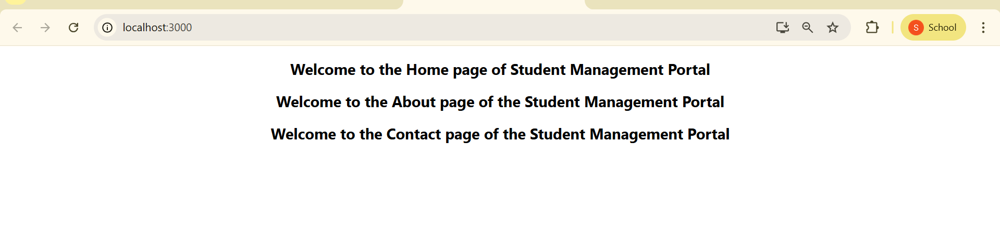 localhost:3000
S School
Welcome to the Home page of Student Management Portal
Welcome to the About page of the Student Management Portal
Welcome to the Contact page of the Student Management Portal